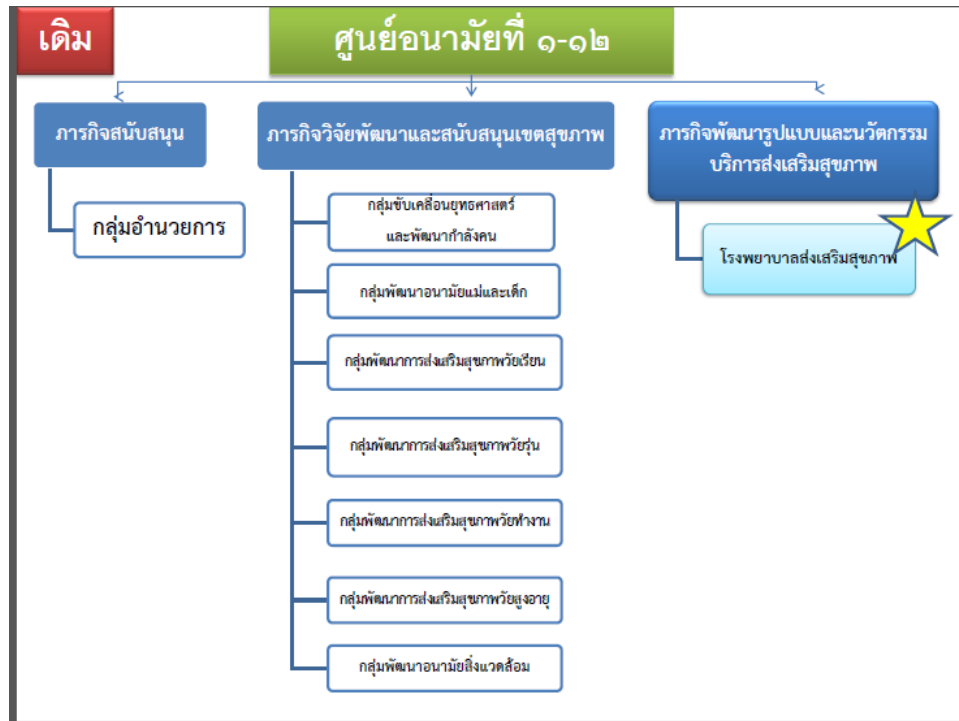 เดิม
ศูนย์อนามัยที่ ๑-๑๒
ภารกิจสนับสนุน
กลุ่มอำนวยการ
ภารกิจวิจัยพัฒนาและสนับสนุนเขตสุขภาพ
กลุ่มขับเคลื่อนยุทธศาสตร์
และพัฒนากำลังคน
กลุ่มพัฒนาอนามัยแม่และเด็ก
กลุ่มพัฒนาการส่งเสริมสุขภาพวัยเรียน
กลุ่มพัฒนาการส่งเสริมสุขภาพวัยรุ่น
กลุ่มพัฒนาการส่งเสริมสุขภาพวัยทำงาน
กลุ่มพัฒนาการส่งเสริมสุขภาพวัยสูงอายุ
กลุ่มพัฒนาอนามัยสิ่งแวดล้อม
ภารกิจพัฒนารูปแบบและนวัตกรรม
บริการส่งเสริมสุขภาพ
โรงพยาบาลส่งเสริมสุขภาพ